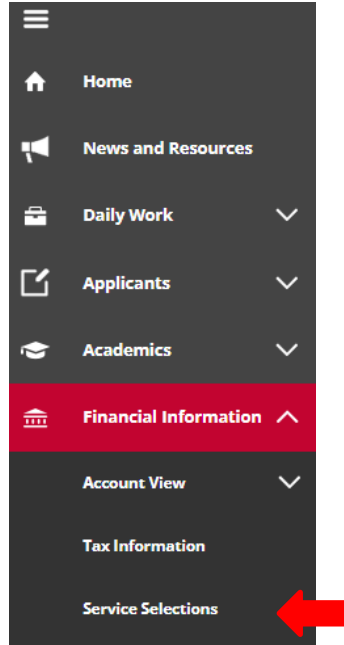 Home
News and Resources
Daily Work
Applicants
Academics
Financial Information
Account View
Tax Information
Service Selections